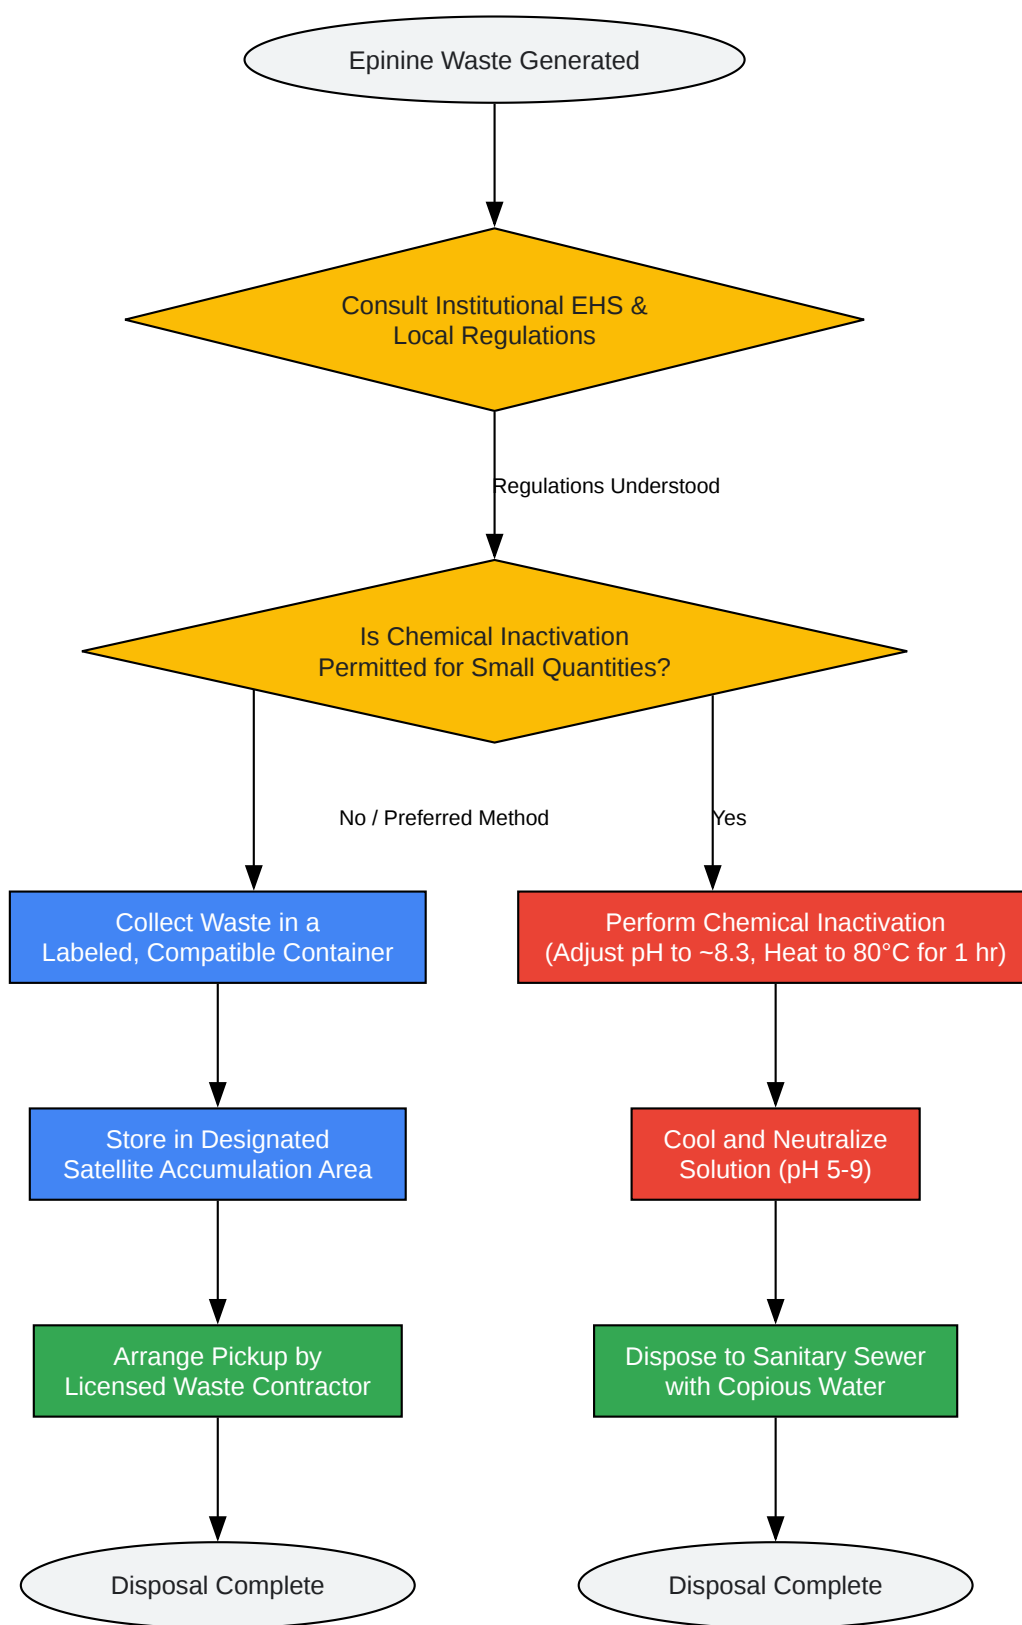 Epinine Waste Generated
Consult Institutional EHS &
Local Regulations
Regulations Understood
Is Chemical Inactivation
Permitted for Small Quantities?
No / Preferred Method
Yes
Collect Waste in a
Labeled, Compatible Container
Perform Chemical Inactivation
(Adjust pH to ~8.3, Heat to 80°C for 1 hr)
Store in Designated
Satellite Accumulation Area
Cool and Neutralize
Solution (pH 5-9)
Arrange Pickup by
Licensed Waste Contractor
Dispose to Sanitary Sewer
with Copious Water
Disposal Complete
Disposal Complete